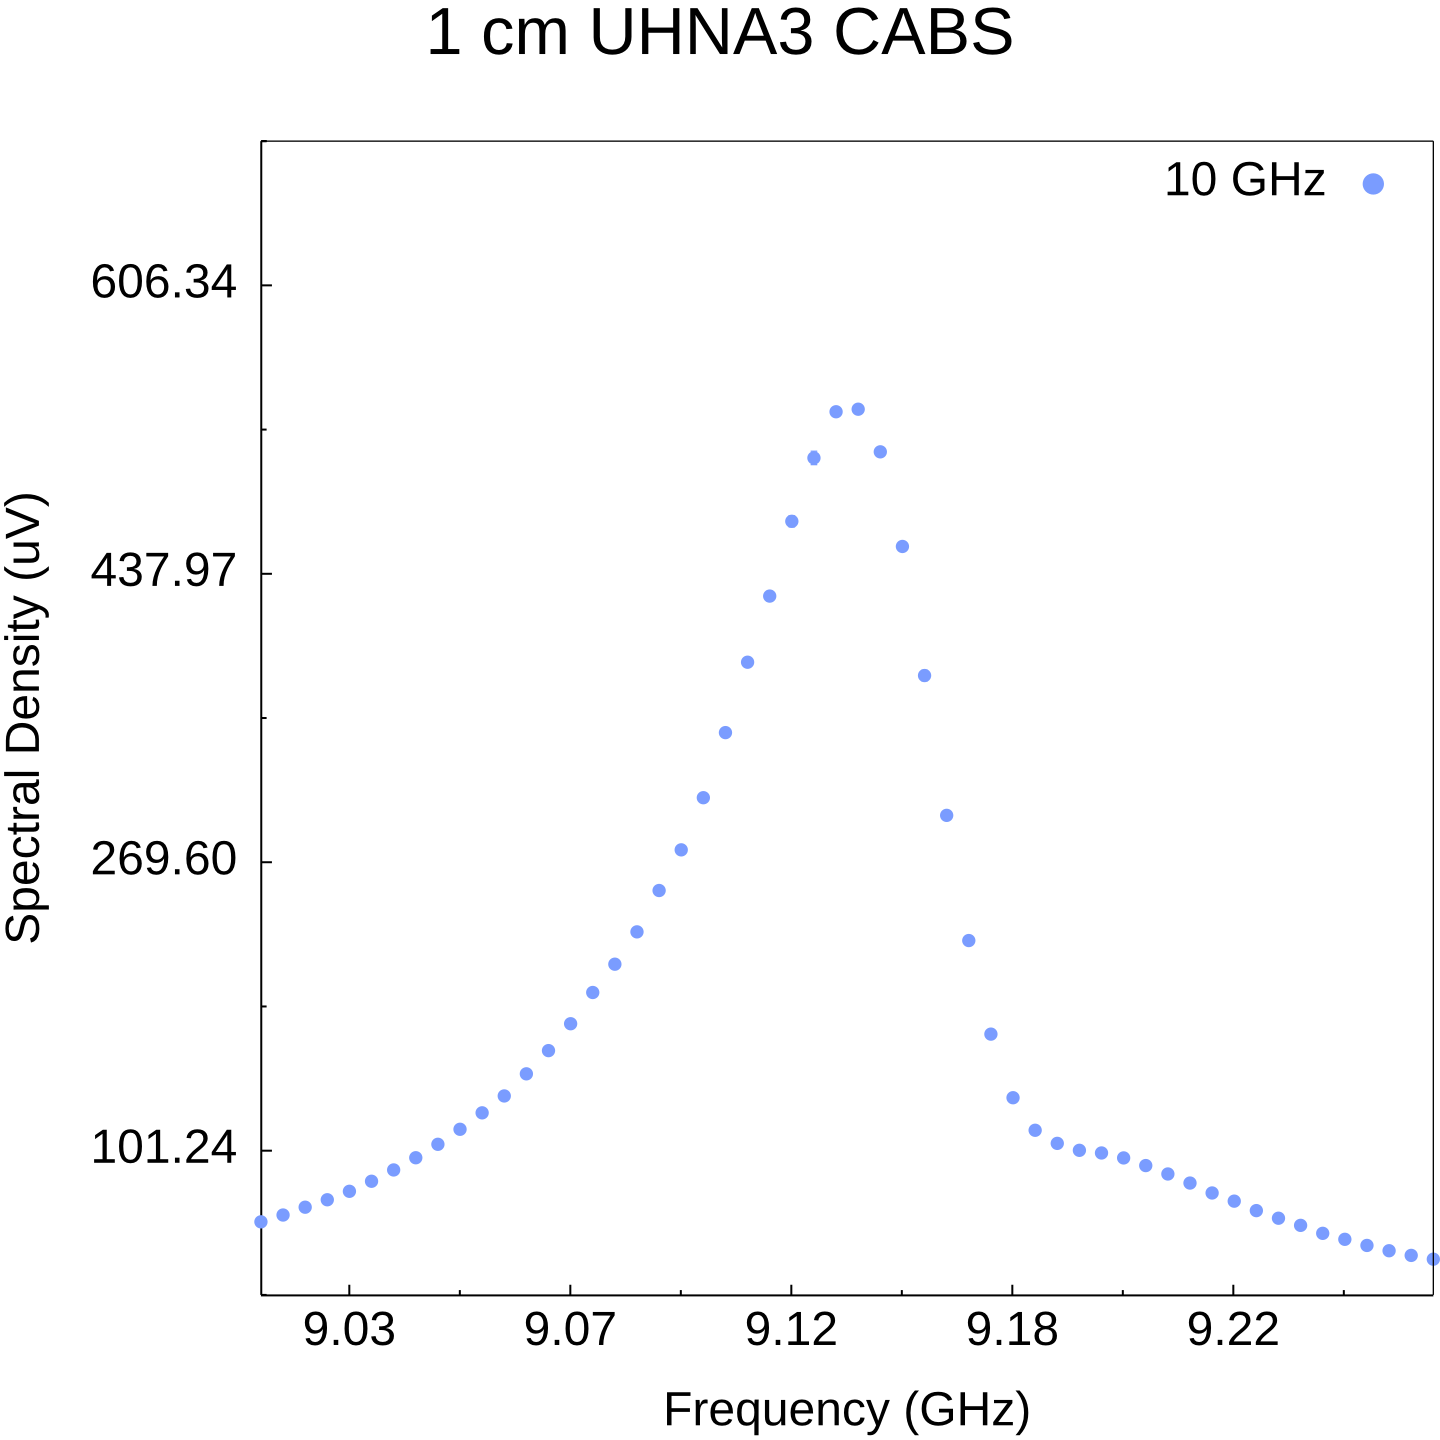 1 cm UHNA3 CABS
10 GHz
606.34
437.97
269.60
101.24
Spectral Density (uV)
9.03 9.07 9.12 9.18 9.22
Frequency (GHz)